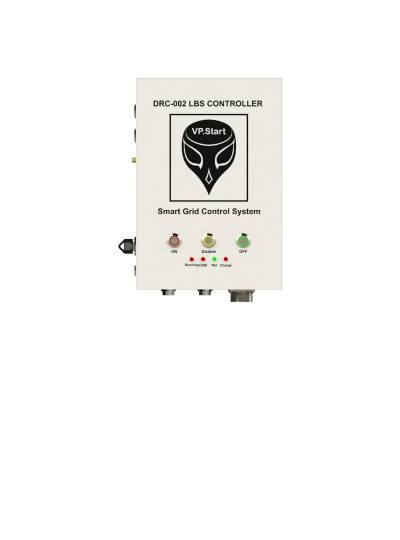 DRC-002 LBS CONTROLLER
VP.Start
Smart Grid Control System
ON Disable OFF
Running GSM Net Charge